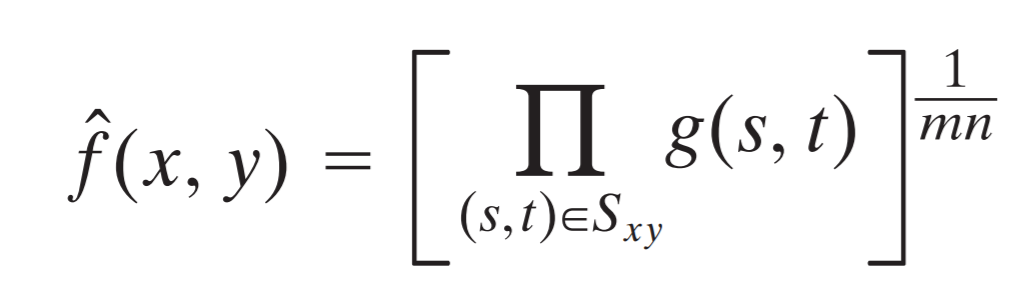 f̂(x, y) = [ ∏_{(s,t)∈S_{xy}} g(s, t) ]^{1/mn}